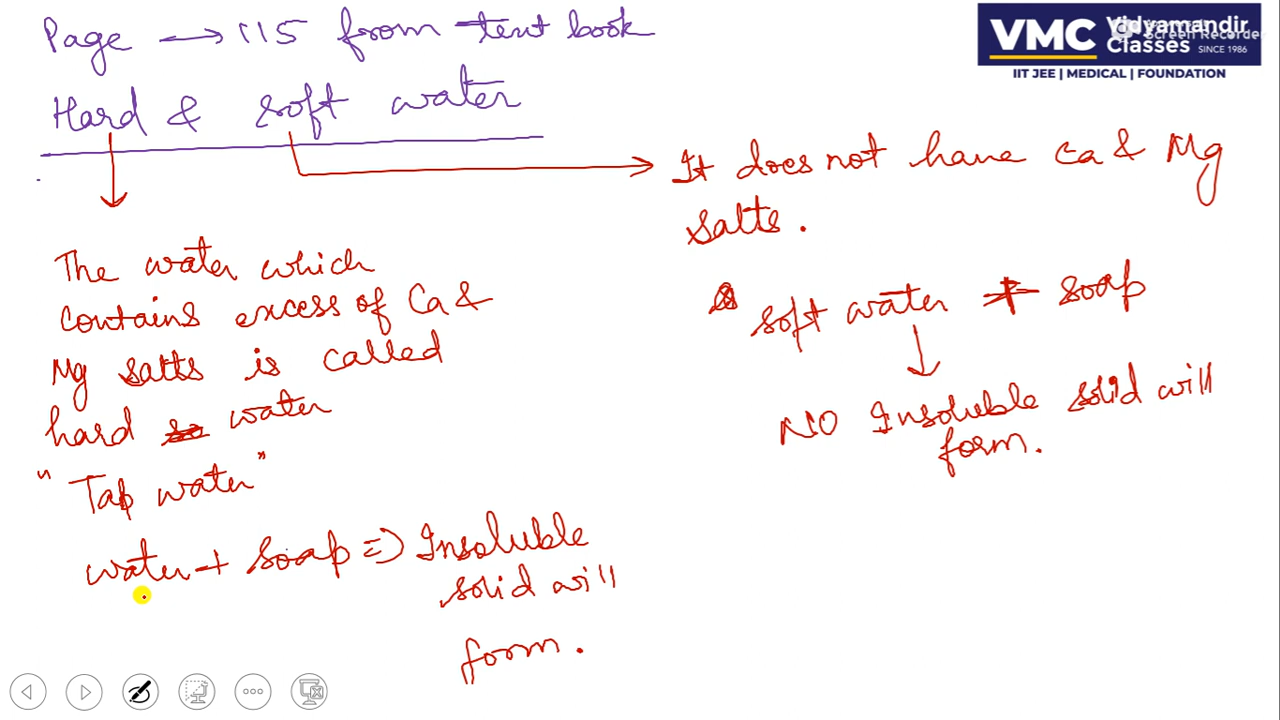 Page → 115 from text book
Hard & soft water
VMC Vidyamandir
Classes SINCE 1986
IIT JEE | MEDICAL | FOUNDATION
Screen Recorder
The water which
contains excess of Ca &
Mg salts is called
hard water
"Tap water"
water + soap => Insoluble
solid will
form.
It does not have Ca & Mg
salts.
soft water + soap
NO Insoluble solid will
form.